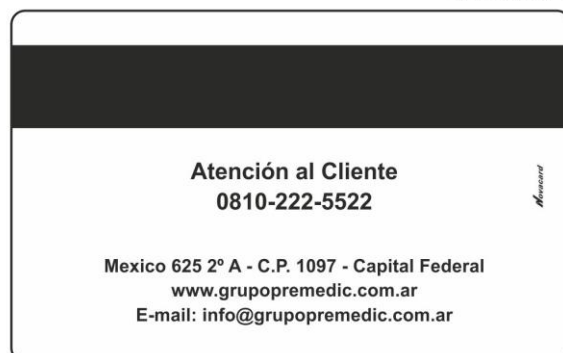 Atención al Cliente
0810-222-5522
Novacard
Mexico 625 2º A - C.P. 1097 - Capital Federal
www.grupopremedic.com.ar
E-mail: info@grupopremedic.com.ar